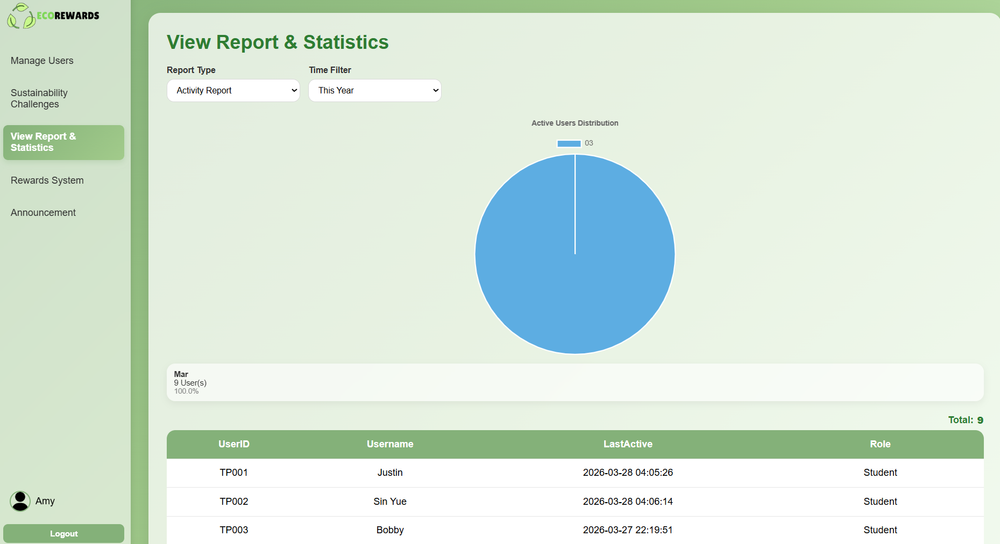 ECOREWARDS
Manage Users
Sustainability
Challenges
View Report &
Statistics
Rewards System
Announcement
Amy
Logout
View Report & Statistics
Report Type
Time Filter
Activity Report
This Year
Active Users Distribution
03
Mar
9 User(s)
100.0%
Total: 9
UserID Username LastActive Role
TP001 Justin 2026-03-28 04:05:26 Student
TP002 Sin Yue 2026-03-28 04:06:14 Student
TP003 Bobby 2026-03-27 22:19:51 Student